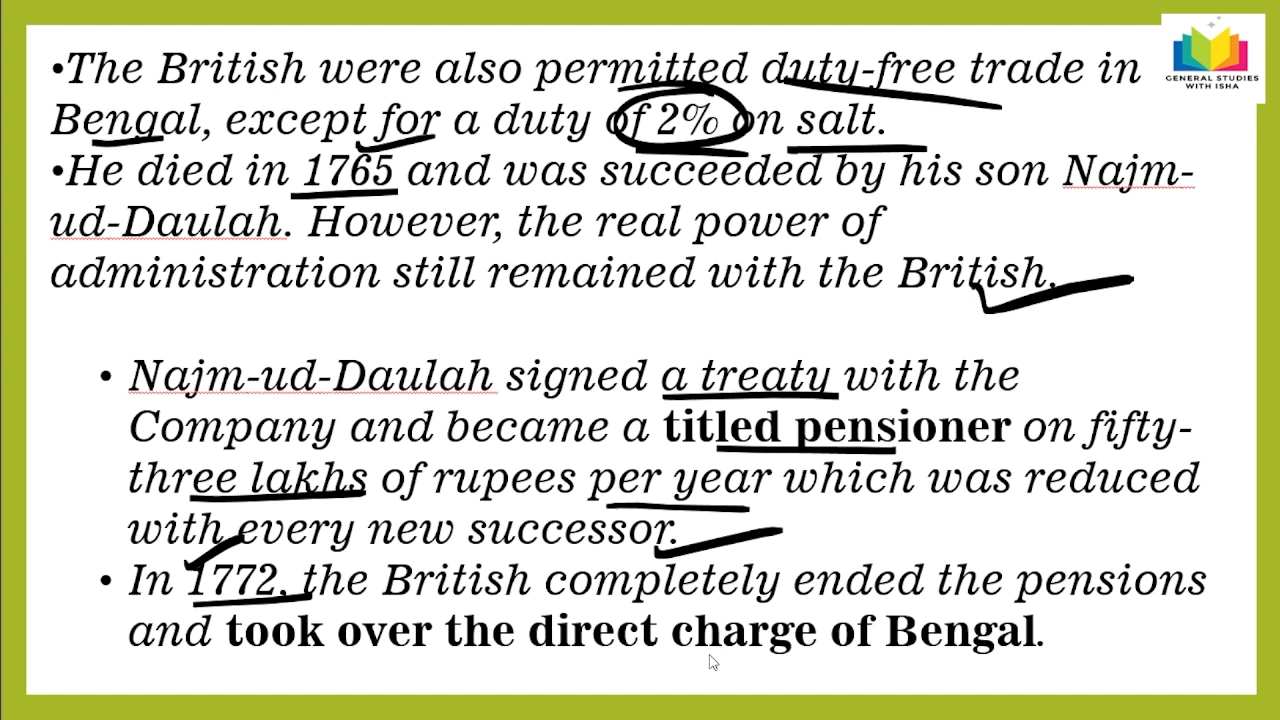 •The British were also permitted duty-free trade in
Bengal, except for a duty of 2% on salt.
•He died in 1765 and was succeeded by his son Najm-
ud-Daulah. However, the real power of
administration still remained with the British.
• Najm-ud-Daulah signed a treaty with the
Company and became a titled pensioner on fifty-
three lakhs of rupees per year which was reduced
with every new successor.
• In 1772, the British completely ended the pensions
and took over the direct charge of Bengal.
GENERAL STUDIES
WITH ISHA